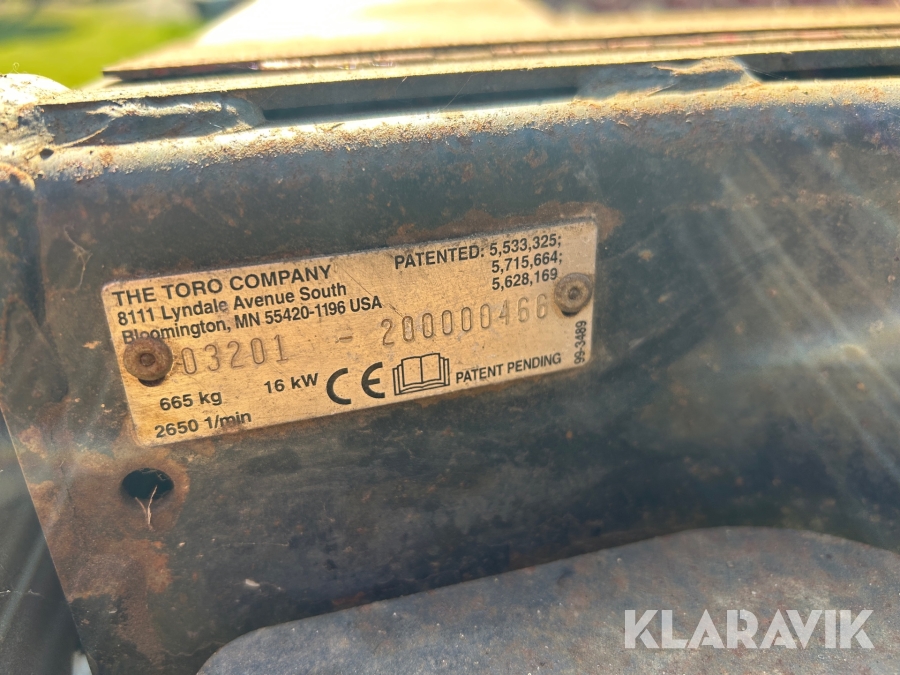 THE TORO COMPANY
8111 Lyndale Avenue South
Bloomington, MN 55420-1196 USA
PATENTED: 5,533,325;
5,715,664;
5,628,169
03201 - 200000466
665 kg 16 kW CE PATENT PENDING
2650 1/min
99-3489
KLARAVIK